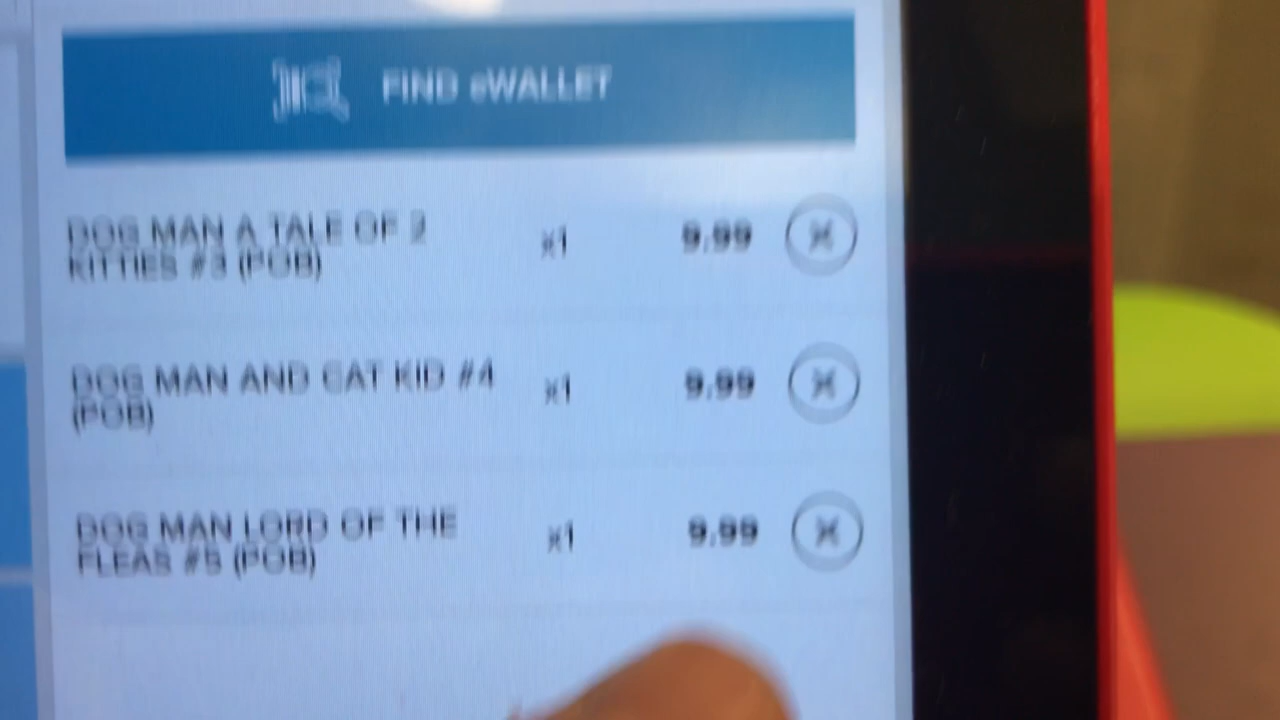 FIND eWALLET
DOG MAN A TALE OF 2 x1 9.99
KITTIES #3 (POB)
DOG MAN AND CAT KID #4 x1 9.99
(POB)
DOG MAN LORD OF THE x1 9.99
FLEAS #5 (POB)